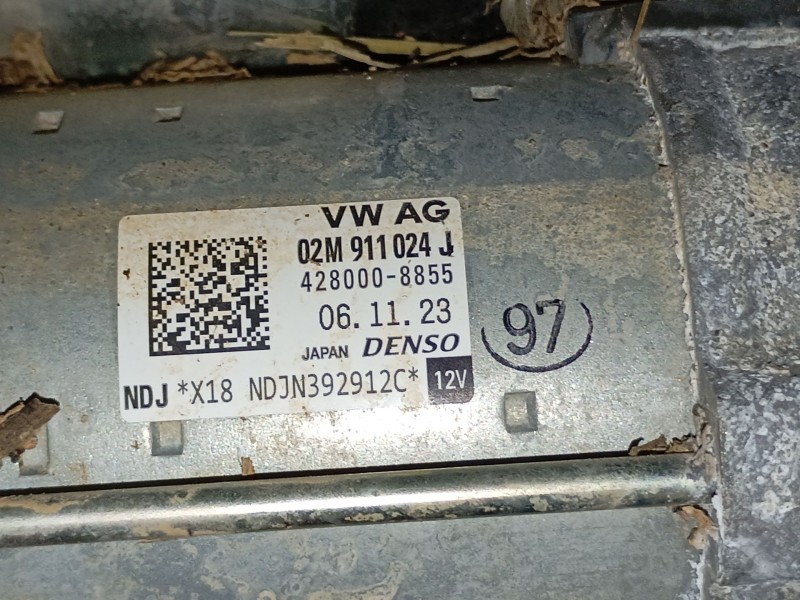 VW AG
02M 911 024 J
428000-8855
06.11.23
JAPAN DENSO
NDJ *X18 NDJN392912C* 12V
97